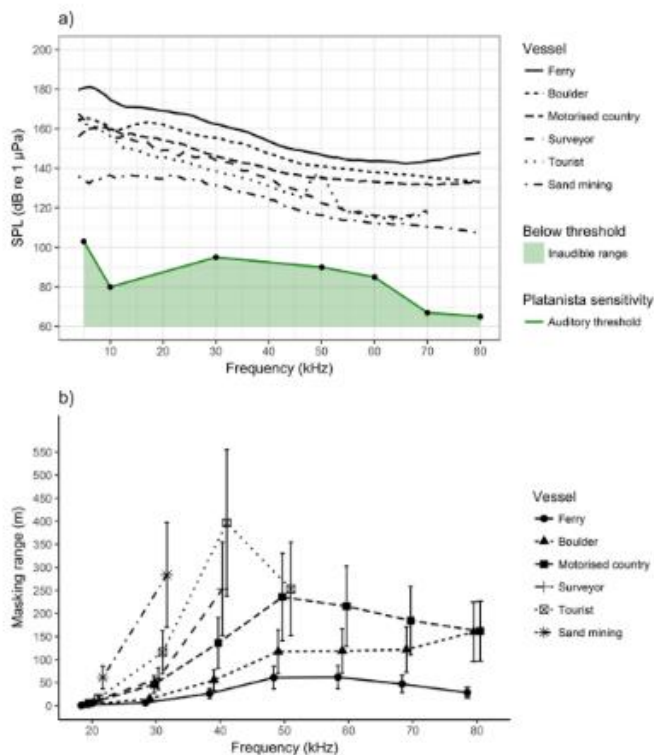 a)
200
180
160
140
120
100
80
60
SPL (dB re 1 µPa)
10 20 30 40 50 60 70 80
Frequency (kHz)
Vessel
Ferry
Boulder
Motorised country
Surveyor
Tourist
Sand mining
Below threshold
Inaudible range
Platanista sensitivity
Auditory threshold
b)
550
500
450
400
350
300
250
200
150
100
50
0
Masking range (m)
20 30 40 50 60 70 80
Frequency (kHz)
Vessel
Ferry
Boulder
Motorised country
Surveyor
Tourist
Sand mining